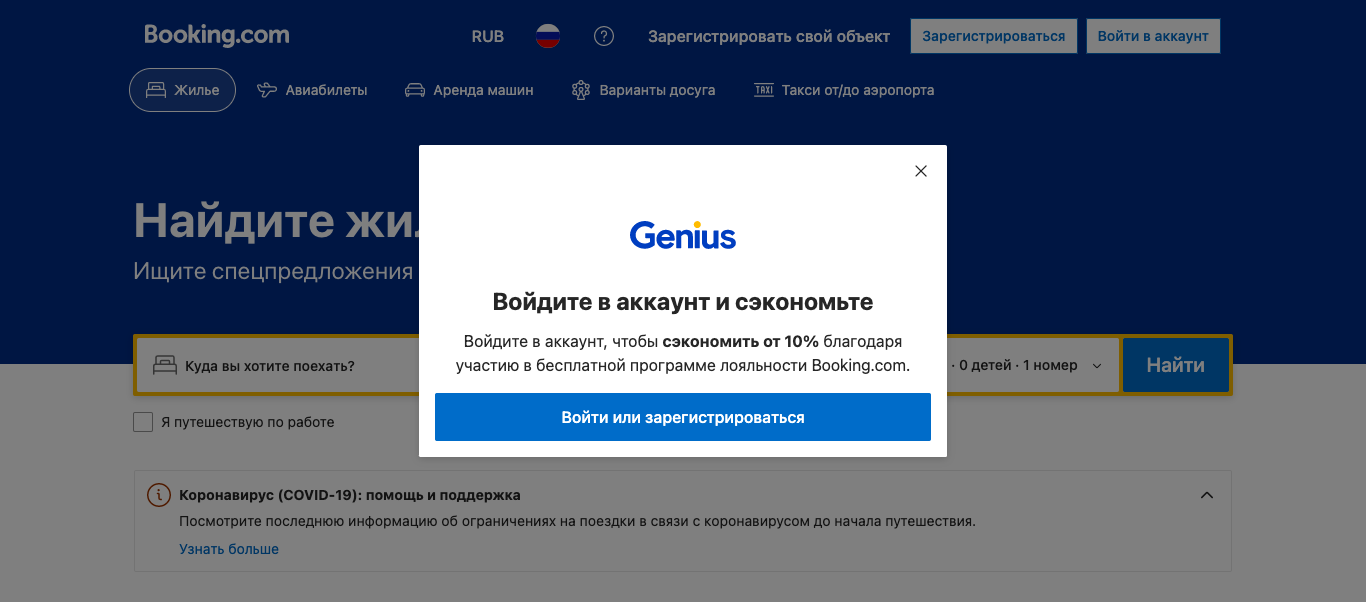 Booking.com
RUB
Зарегистрировать свой объект
Зарегистрироваться
Войти в аккаунт
Жилье
Авиабилеты
Аренда машин
Варианты досуга
TAXI
Такси от/до аэропорта
Найдите
Ищите спецпредложения
Genius
Войдите в аккаунт и сэкономьте
Войдите в аккаунт, чтобы сэкономить от 10% благодаря
участию в бесплатной программе лояльности Booking.com.
Войти или зарегистрироваться
Куда вы хотите поехать?
· 0 детей · 1 номер
Найти
Я путешествую по работе
Коронавирус (COVID-19): помощь и поддержка
Посмотрите последнюю информацию об ограничениях на поездки в связи с коронавирусом до начала путешествия.
Узнать больше